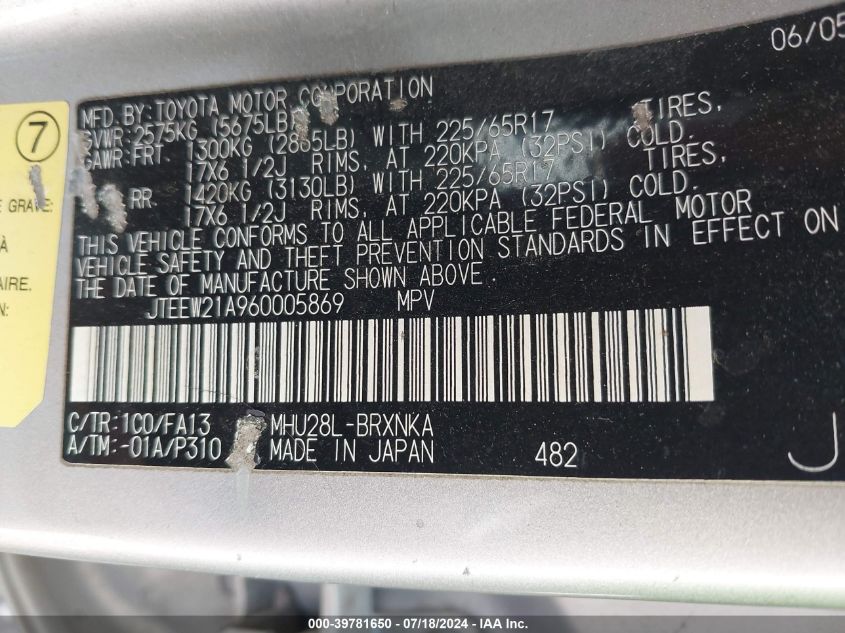 06/05
MFD. BY: TOYOTA MOTOR CORPORATION
GVWR: 2575KG (5675LB)
GAWR: FRT. 1300KG (2865LB) WITH 225/65R17 TIRES,
17X6 1/2J RIMS, AT 220KPA (32PSI) COLD.
RR. 1420KG (3130LB) WITH 225/65R17 TIRES,
17X6 1/2J RIMS, AT 220KPA (32PSI) COLD.
THIS VEHICLE CONFORMS TO ALL APPLICABLE FEDERAL MOTOR
VEHICLE SAFETY AND THEFT PREVENTION STANDARDS IN EFFECT ON
THE DATE OF MANUFACTURE SHOWN ABOVE.
JTEEW21A960005869 MPV
C/TR: 1C0/FA13 MHU28L-BRXNKA
A/TM: -01A/P310 MADE IN JAPAN 482
J
7
E GRAVE:
À
AIRE.
N:
000-39781650 - 07/18/2024 - IAAI.com